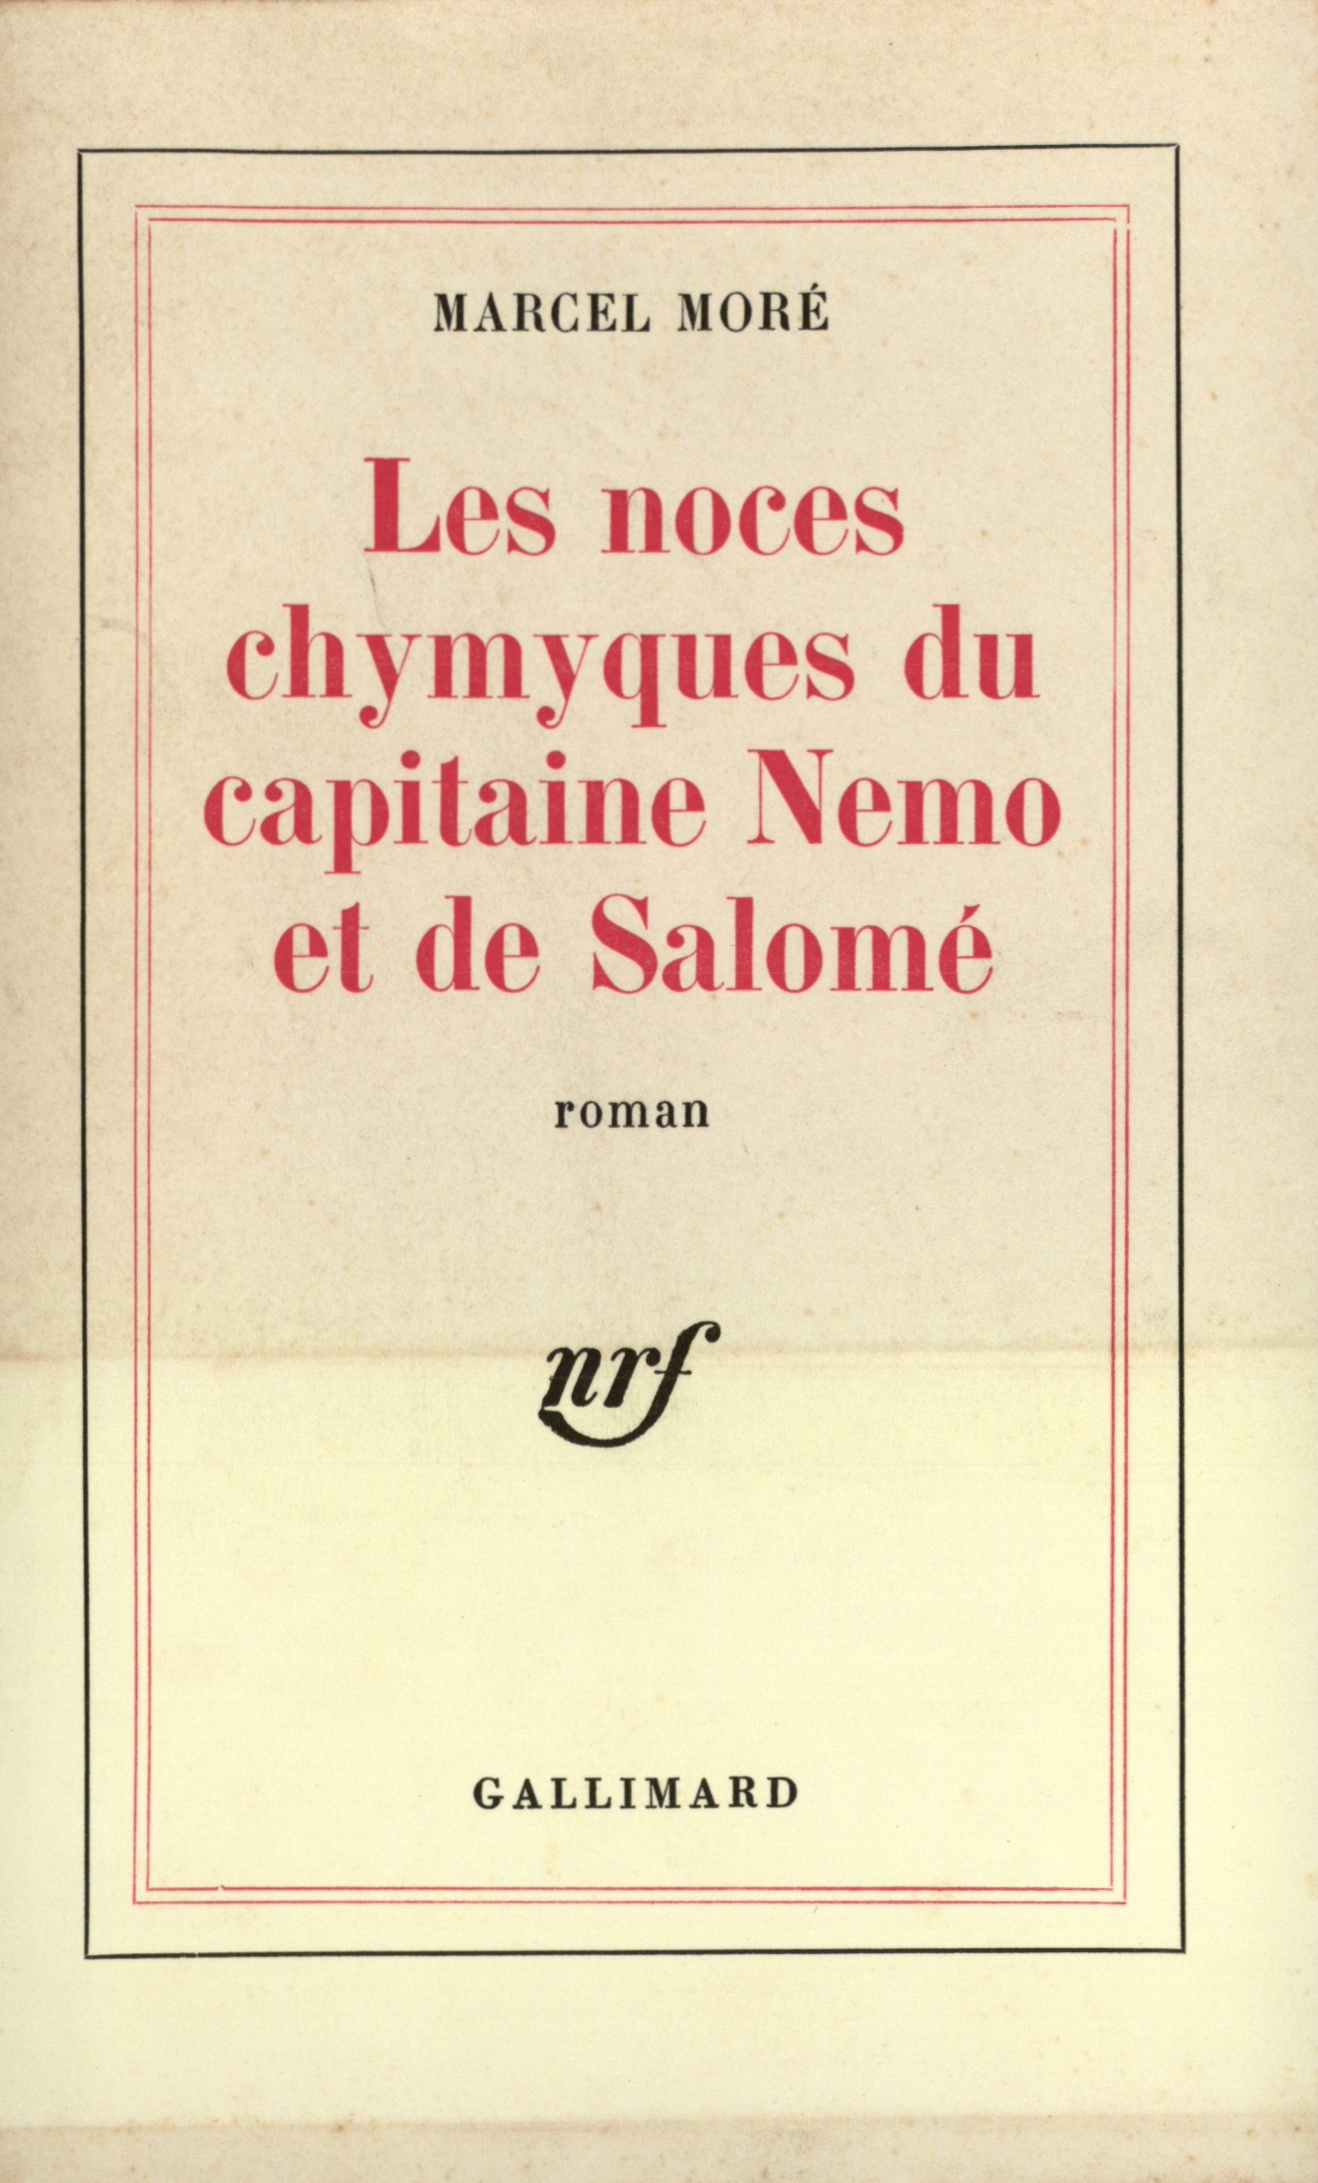 MARCEL MORÉ
Les noces
chymyques du
capitaine Nemo
et de Salomé
roman
nrf
GALLIMARD